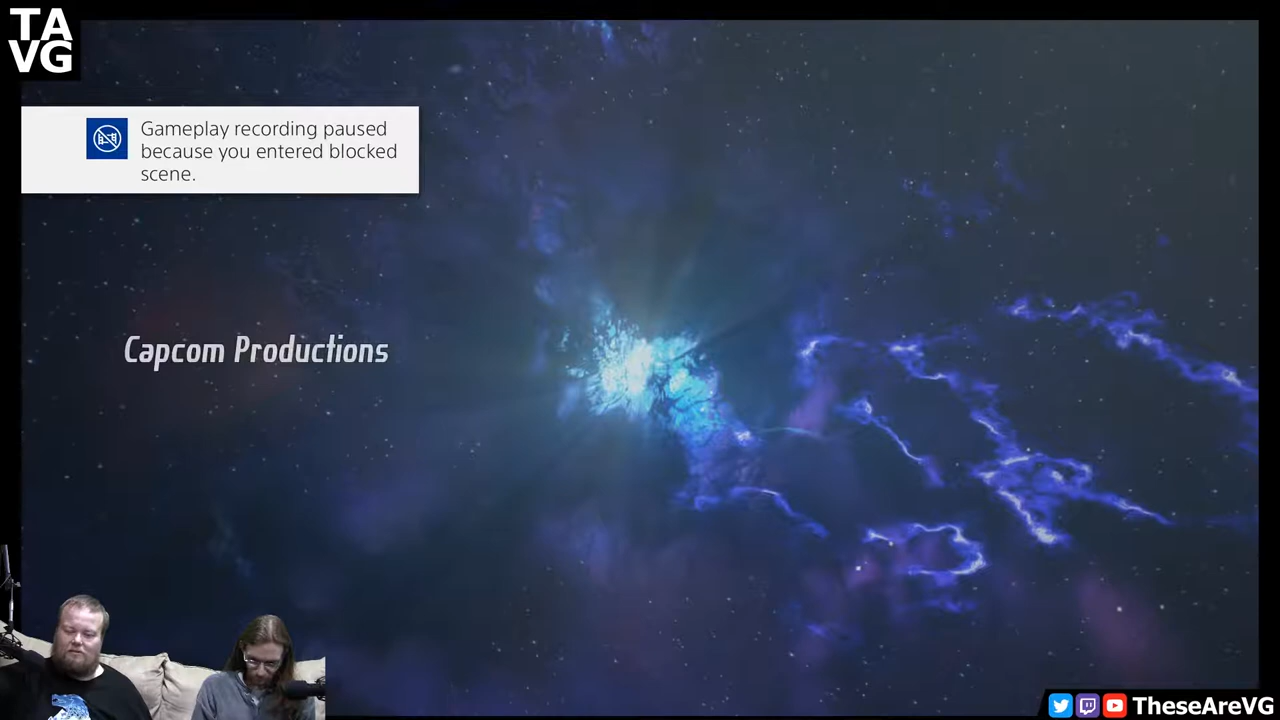 TA
VG
Gameplay recording paused
because you entered blocked
scene.
Capcom Productions
TheseAreVG